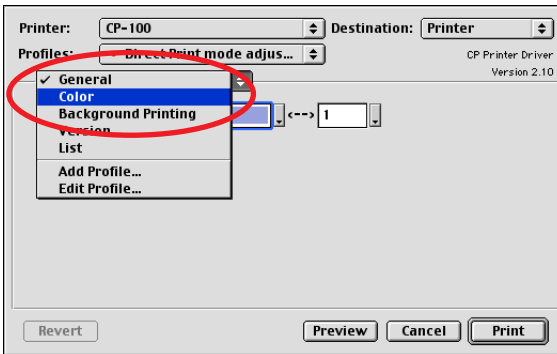 Printer: CP-100 Destination: Printer
Profiles: Direct Print mode adjus... CP Printer Driver
Version 2.10
✓ General
Color
Background Printing
<--> 1
Version
List
Add Profile...
Edit Profile...
Revert Preview Cancel Print